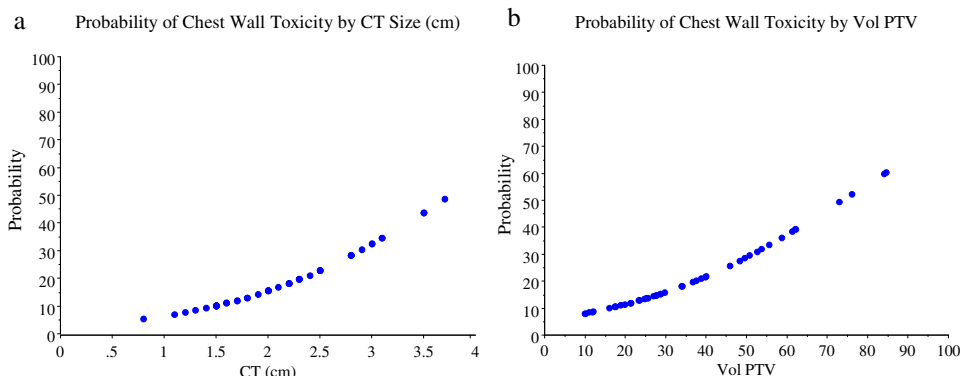 a
Probability of Chest Wall Toxicity by CT Size (cm)
100
90
80
70
60
50
40
30
20
10
0
Probability
0 .5 1 1.5 2 2.5 3 3.5 4
CT (cm)
b
Probability of Chest Wall Toxicity by Vol PTV
100
90
80
70
60
50
40
30
20
10
0
Probability
0 10 20 30 40 50 60 70 80 90 100
Vol PTV